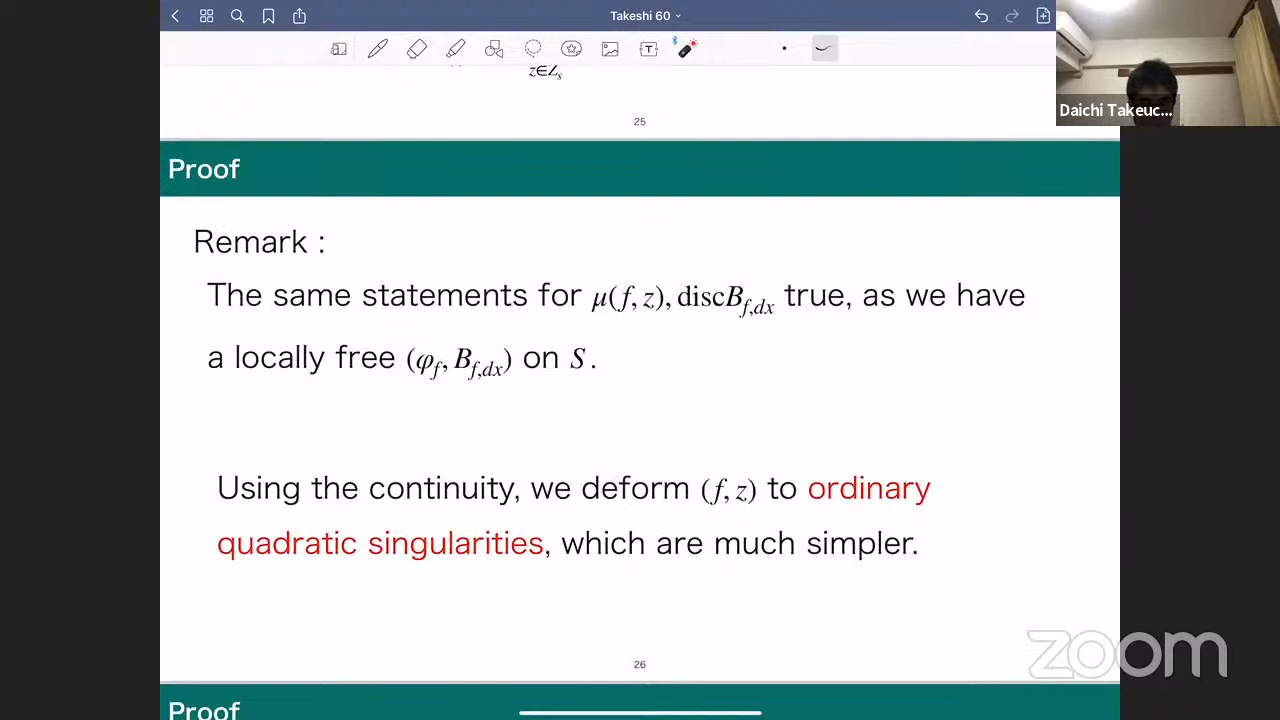 Takeshi 60
Daichi Takeuc...
z∈Z_s
25
Proof
Remark :
The same statements for μ(f, z), discB_{f,dx} true, as we have
a locally free (φ_f, B_{f,dx}) on S.
Using the continuity, we deform (f, z) to ordinary
quadratic singularities, which are much simpler.
26
zoom
Proof